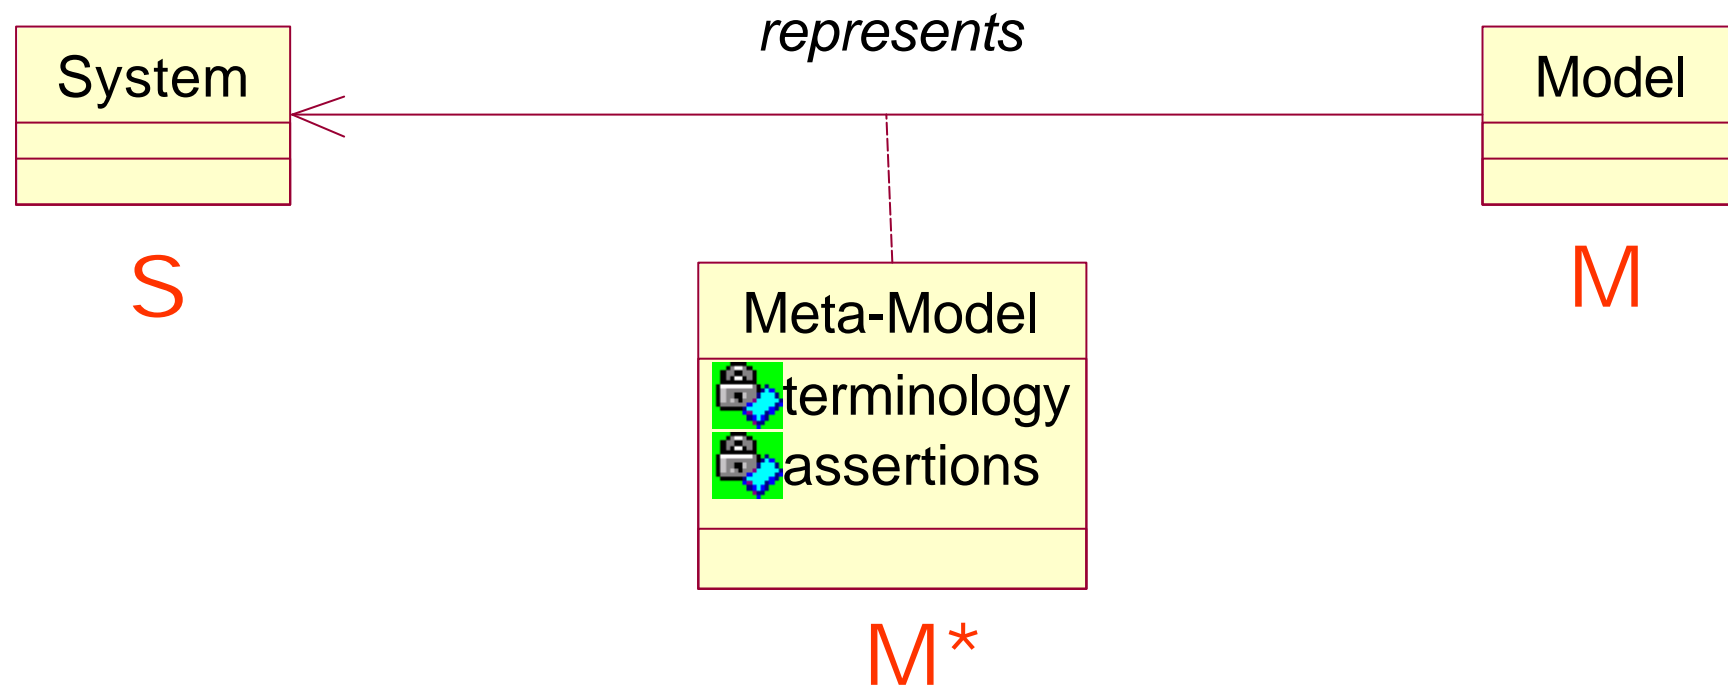 represents
System
Model
S
M
Meta-Model
terminology
assertions
M*